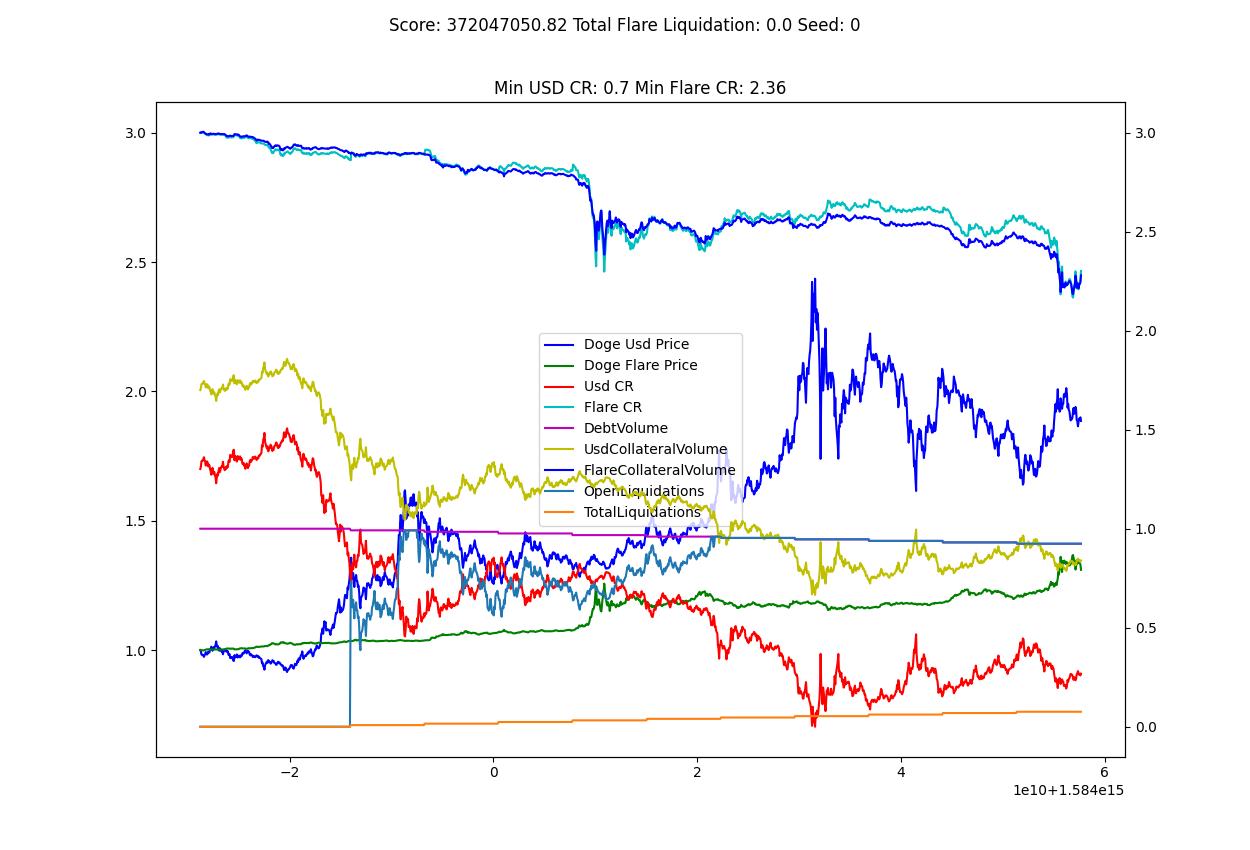 Score: 372047050.82 Total Flare Liquidation: 0.0 Seed: 0
Min USD CR: 0.7 Min Flare CR: 2.36
3.0
2.5
2.0
1.5
1.0
3.0
2.5
2.0
1.5
1.0
0.5
0.0
Doge Usd Price
Doge Flare Price
Usd CR
Flare CR
DebtVolume
UsdCollateralVolume
FlareCollateralVolume
OpenLiquidations
TotalLiquidations
−2 0 2 4 6
1e10+1.584e15